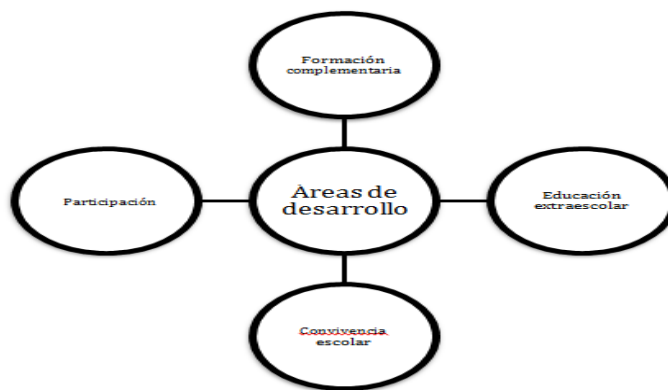 Formación
complementaria
Participación
Áreas de
desarrollo
Educación
extraescolar
Convivencia
escolar